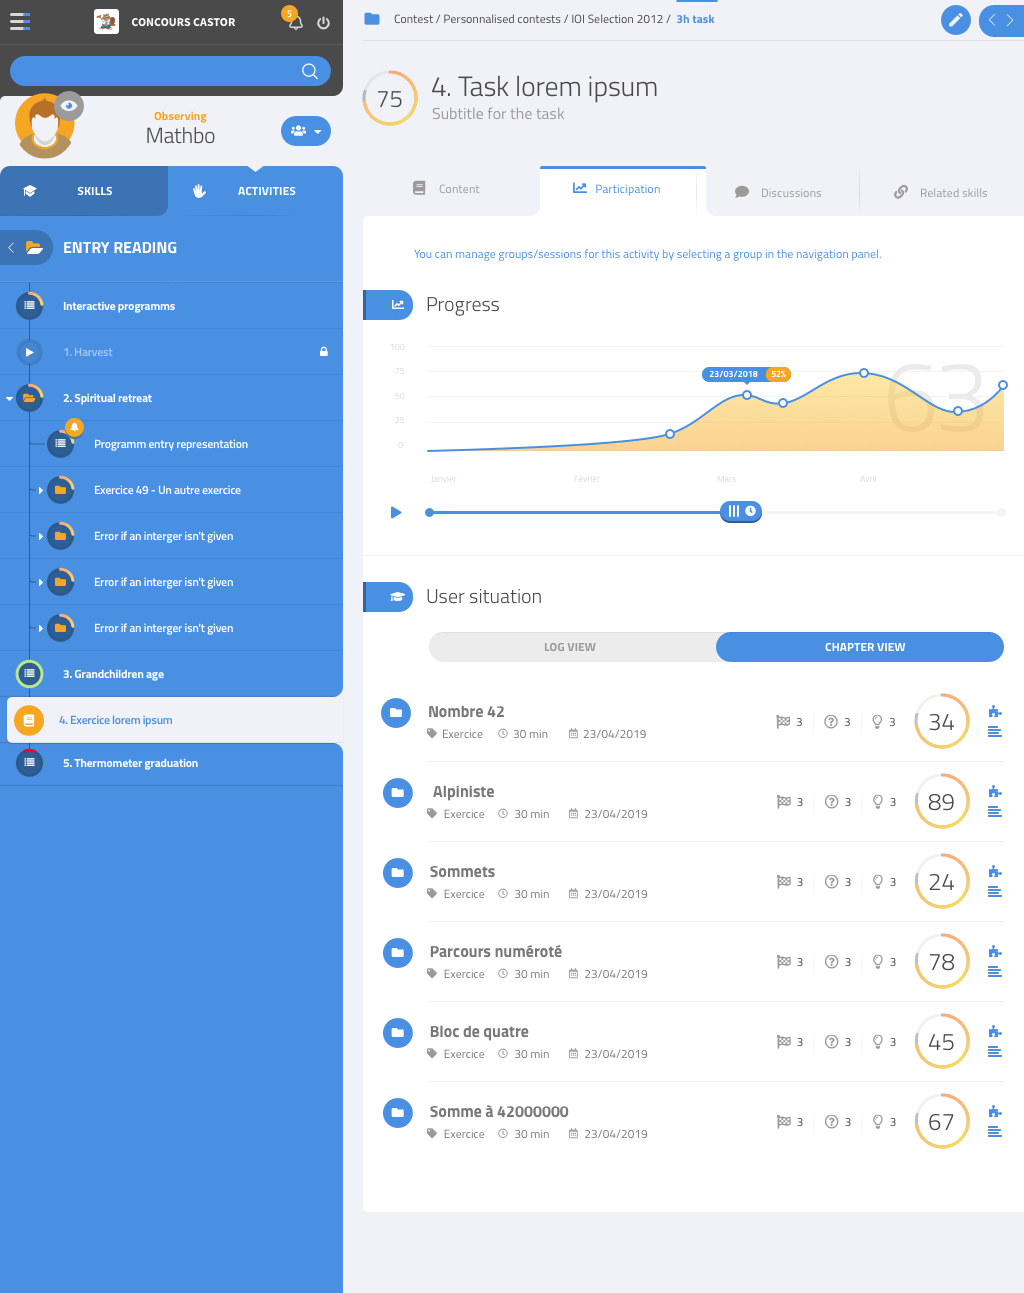 CONCOURS CASTOR
5
Contest / Personnalised contests / IOI Selection 2012 / 3h task
Observing
Mathbo
75
4. Task lorem ipsum
Subtitle for the task
SKILLS
ACTIVITIES
Content
Participation
Discussions
Related skills
ENTRY READING
Interactive programms
1. Harvest
2. Spiritual retreat
Programm entry representation
Exercice 49 - Un autre exercice
Error if an interger isn't given
Error if an interger isn't given
Error if an interger isn't given
3. Grandchildren age
4. Exercice lorem ipsum
5. Thermometer graduation
You can manage groups/sessions for this activity by selecting a group in the navigation panel.
Progress
100
75
50
25
0
23/03/2018 52%
63
Janvier
Février
Mars
Avril
User situation
LOG VIEW
CHAPTER VIEW
Nombre 42
Exercice 30 min 23/04/2019
3 3 3 34
Alpiniste
Exercice 30 min 23/04/2019
3 3 3 89
Sommets
Exercice 30 min 23/04/2019
3 3 3 24
Parcours numéroté
Exercice 30 min 23/04/2019
3 3 3 78
Bloc de quatre
Exercice 30 min 23/04/2019
3 3 3 45
Somme à 42000000
Exercice 30 min 23/04/2019
3 3 3 67